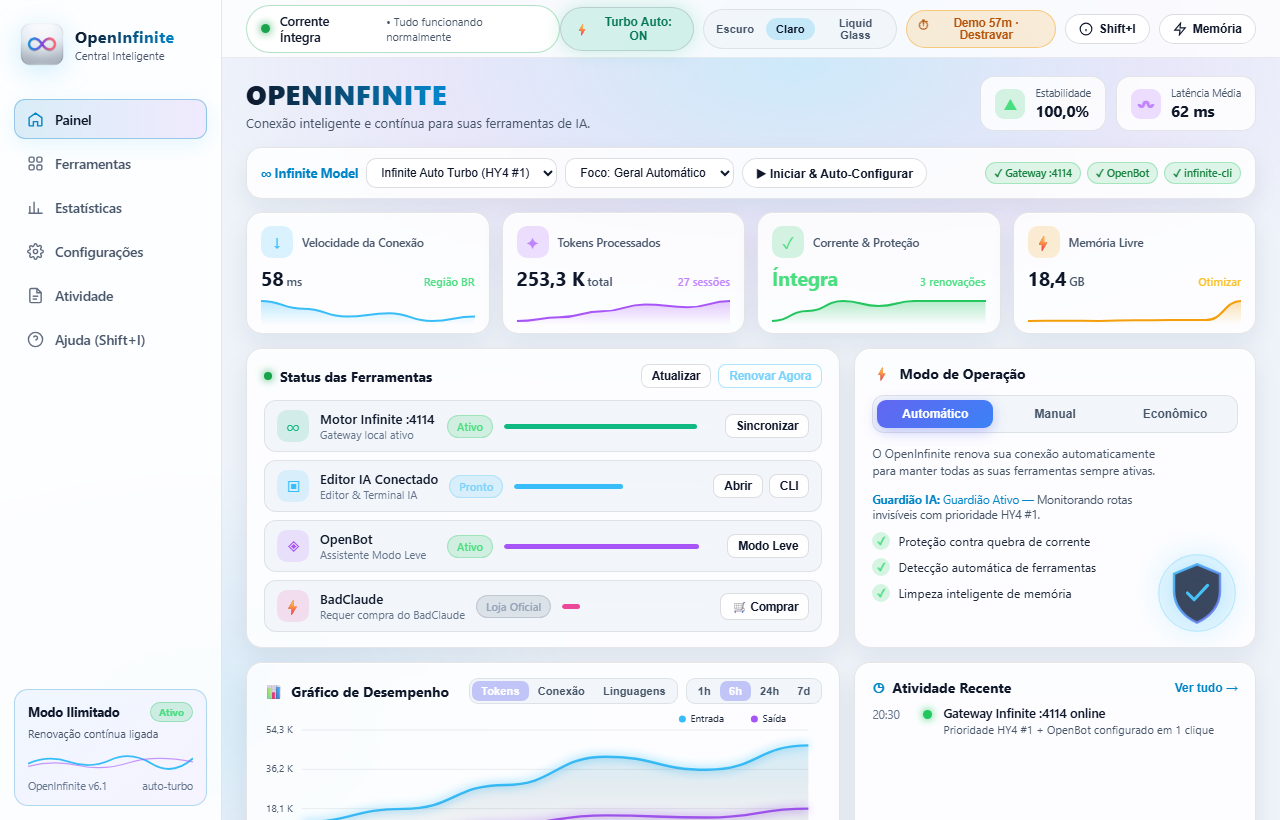 OpenInfinite
Central Inteligente
Painel
Ferramentas
Estatísticas
Configurações
Atividade
Ajuda (Shift+I)
Modo Ilimitado
Ativo
Renovação contínua ligada
OpenInfinite v6.1
auto-turbo
Corrente
Íntegra
• Tudo funcionando
normalmente
Turbo Auto:
ON
Escuro
Claro
Liquid
Glass
Demo 57m ·
Destravar
Shift+I
Memória
OPENINFINITE
Conexão inteligente e contínua para suas ferramentas de IA.
Estabilidade
100,0%
Latência Média
62 ms
∞ Infinite Model
Infinite Auto Turbo (HY4 #1)
Foco: Geral Automático
▶ Iniciar & Auto-Configurar
✓ Gateway :4114
✓ OpenBot
✓ infinite-cli
↓ Velocidade da Conexão
58 ms
Região BR
✦ Tokens Processados
253,3 K total
27 sessões
✓ Corrente & Proteção
Íntegra
3 renovações
Memória Livre
18,4 GB
Otimizar
Status das Ferramentas
Atualizar
Renovar Agora
∞ Motor Infinite :4114
Gateway local ativo
Ativo
Sincronizar
Editor IA Conectado
Editor & Terminal IA
Pronto
Abrir
CLI
OpenBot
Assistente Modo Leve
Ativo
Modo Leve
BadClaude
Requer compra do BadClaude
Loja Oficial
🛒 Comprar
Modo de Operação
Automático
Manual
Econômico
O OpenInfinite renova sua conexão automaticamente
para manter todas as suas ferramentas sempre ativas.
Guardião IA: Guardião Ativo — Monitorando rotas
invisíveis com prioridade HY4 #1.
✓ Proteção contra quebra de corrente
✓ Detecção automática de ferramentas
✓ Limpeza inteligente de memória
Gráfico de Desempenho
Tokens
Conexão
Linguagens
1h
6h
24h
7d
Entrada
Saída
54,3 K
36,2 K
18,1 K
Atividade Recente
Ver tudo →
20:30
Gateway Infinite :4114 online
Prioridade HY4 #1 + OpenBot configurado em 1 clique